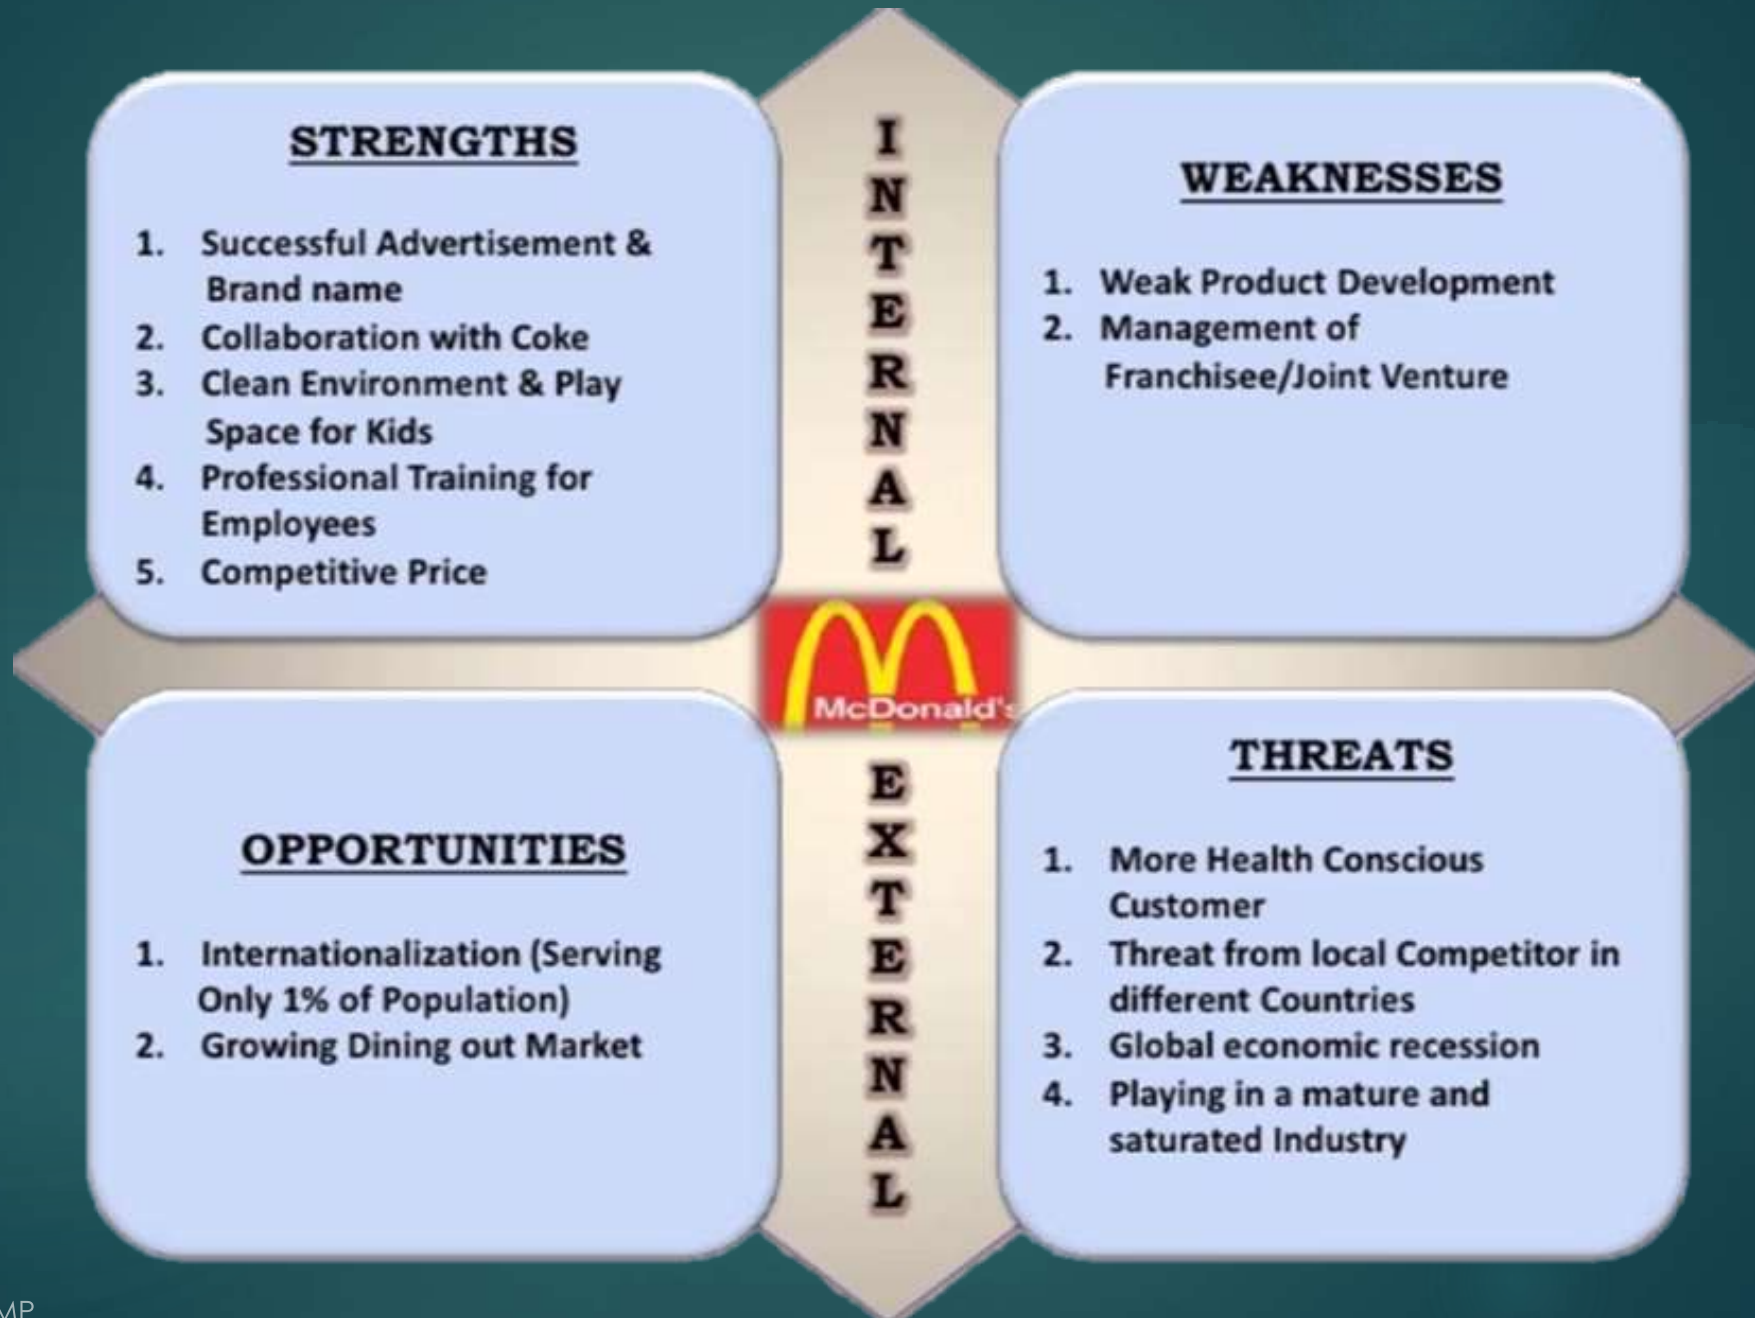 STRENGTHS
1. Successful Advertisement &
Brand name
2. Collaboration with Coke
3. Clean Environment & Play
Space for Kids
4. Professional Training for
Employees
5. Competitive Price
INTERNAL
WEAKNESSES
1. Weak Product Development
2. Management of
Franchisee/Joint Venture
McDonald's
OPPORTUNITIES
1. Internationalization (Serving
Only 1% of Population)
2. Growing Dining out Market
EXTERNAL
THREATS
1. More Health Conscious
Customer
2. Threat from local Competitor in
different Countries
3. Global economic recession
4. Playing in a mature and
saturated Industry